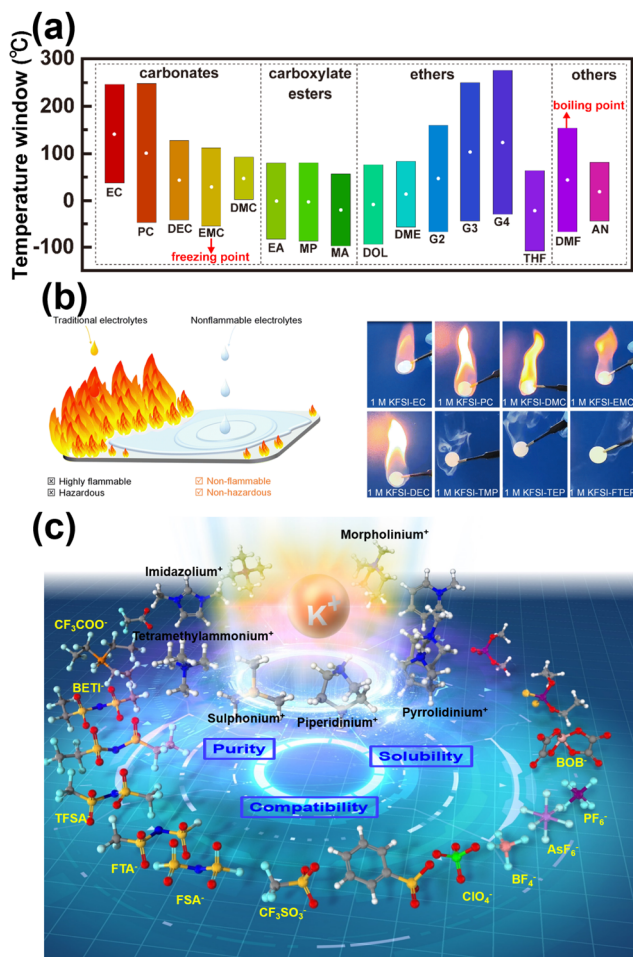 (a)
Temperature window (℃)
300
200
100
0
-100
carbonates
carboxylate
esters
ethers
others
boiling point
freezing point
EC
PC
DEC
EMC
DMC
EA
MP
MA
DOL
DME
G2
G3
G4
THF
DMF
AN
(b)
Traditional electrolytes
Nonflammable electrolytes
☒ Highly flammable
☒ Hazardous
☑ Non-flammable
☑ Non-hazardous
1 M KFSI-EC
1 M KFSI-PC
1 M KFSI-DMC
1 M KFSI-EMC
1 M KFSI-DEC
1 M KFSI-TMP
1 M KFSI-TEP
1 M KFSI-FTEP
(c)
Morpholinium⁺
Imidazolium⁺
K⁺
CF₃COO⁻
Tetramethylammonium⁺
BETI⁻
Sulphonium⁺
Piperidinium⁺
Pyrrolidinium⁺
Purity
Solubility
BOB⁻
Compatibility
TFSA⁻
PF₆⁻
AsF₆⁻
FTA⁻
BF₄⁻
FSA⁻
ClO₄⁻
CF₃SO₃⁻